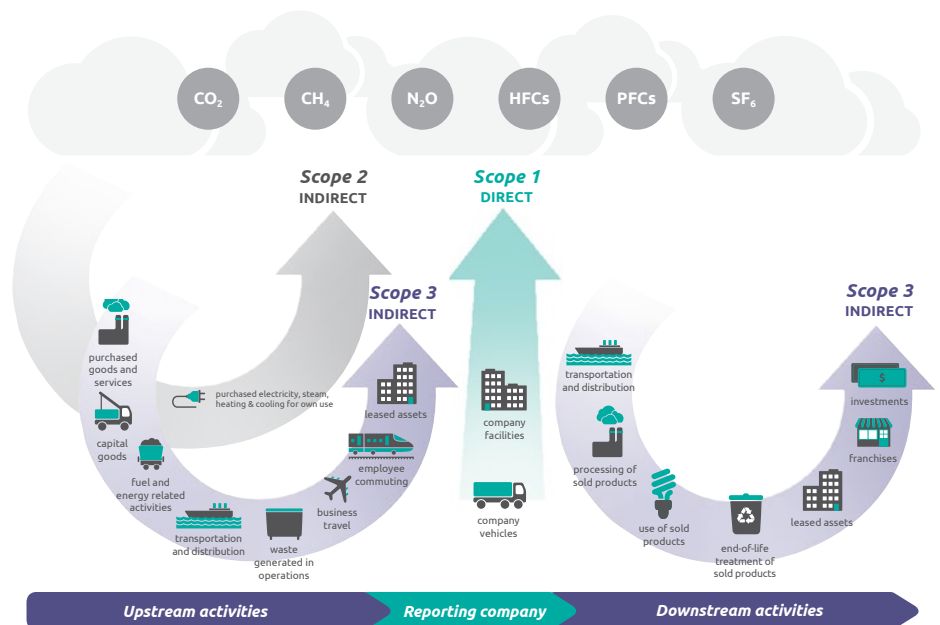 CO₂
CH₄
N₂O
HFCs
PFCs
SF₆
Scope 2
INDIRECT
Scope 1
DIRECT
Scope 3
INDIRECT
Scope 3
INDIRECT
purchased
goods and
services
capital
goods
fuel and
energy related
activities
transportation
and distribution
waste
generated in
operations
business
travel
employee
commuting
leased assets
purchased electricity, steam,
heating & cooling for own use
company
facilities
company
vehicles
transportation
and distribution
processing of
sold products
use of sold
products
end-of-life
treatment of
sold products
leased assets
franchises
$
investments
Upstream activities
Reporting company
Downstream activities